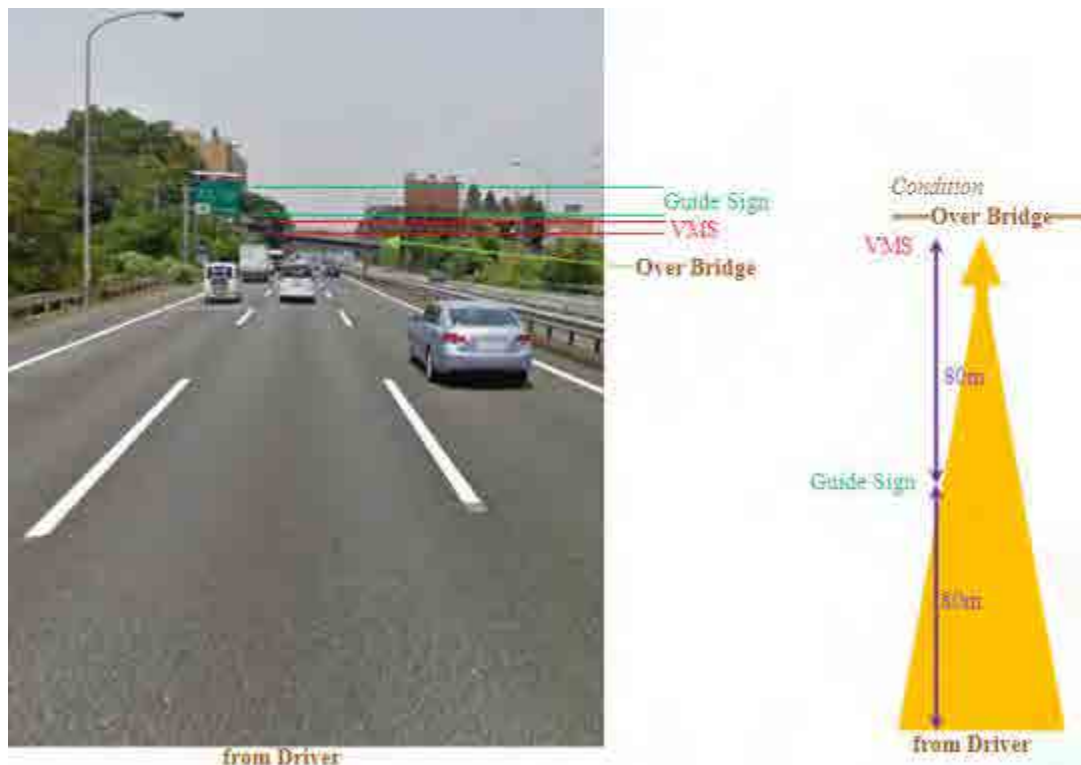 Guide Sign
VMS
Over Bridge
from Driver
Condition
Over Bridge
VMS
80m
Guide Sign
80m
from Driver